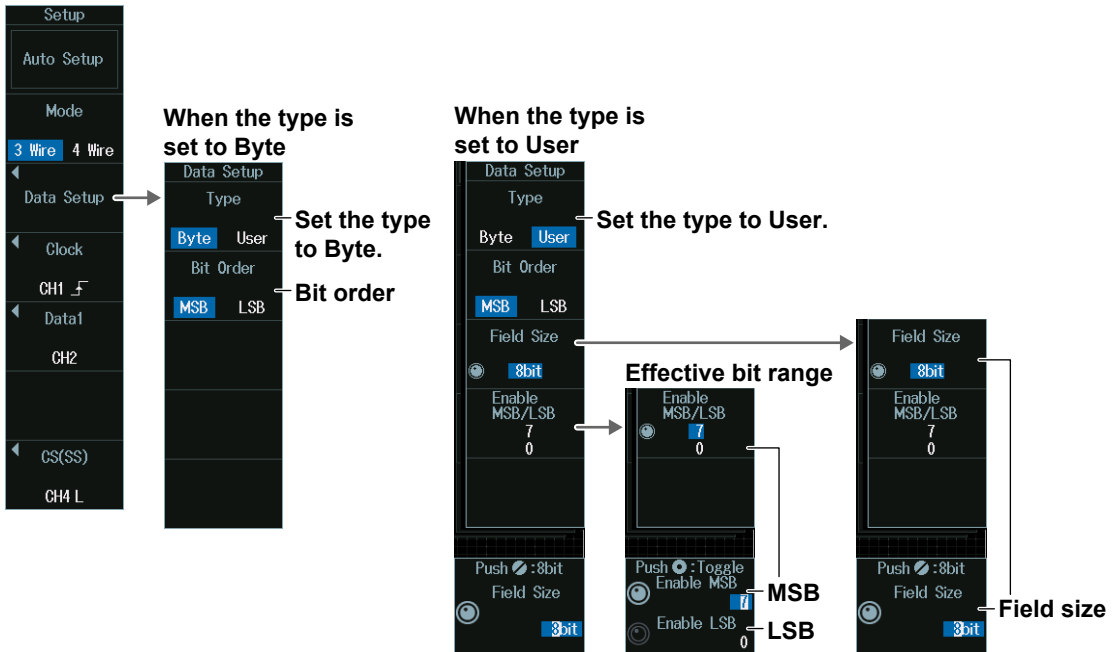 Setup
Auto Setup
Mode
3 Wire 4 Wire
Data Setup
Clock
CH1
Data1
CH2
CS(SS)
CH4 L
When the type is
set to Byte
Data Setup
Type
Byte User
Bit Order
MSB LSB
Set the type
to Byte.
Bit order
When the type is
set to User
Data Setup
Type
Byte User
Bit Order
MSB LSB
Field Size
8bit
Enable
MSB/LSB
7
0
Push :8bit
Field Size
8bit
Set the type to User.
Effective bit range
Enable
MSB/LSB
7
0
Push :Toggle
Enable MSB
7
Enable LSB
0
MSB
LSB
Field Size
8bit
Enable
MSB/LSB
7
0
Push :8bit
Field Size
8bit
Field size